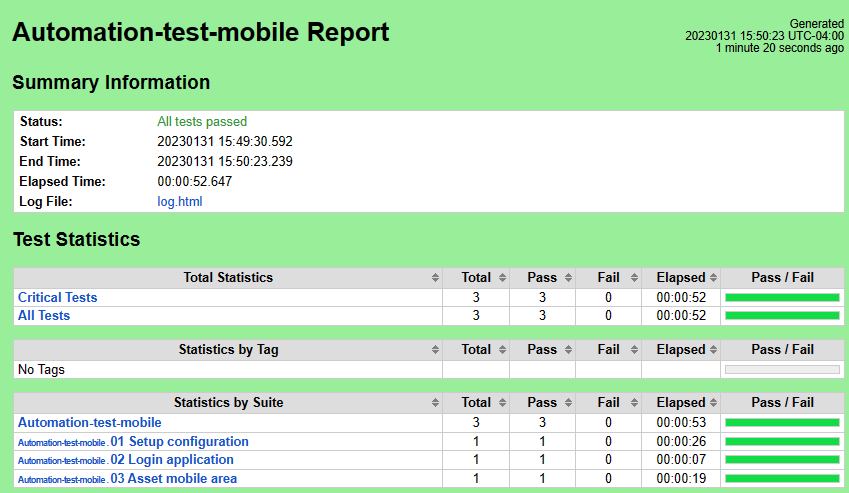 Automation-test-mobile Report
Generated
20230131 15:50:23 UTC-04:00
1 minute 20 seconds ago
Summary Information
Status: All tests passed
Start Time: 20230131 15:49:30.592
End Time: 20230131 15:50:23.239
Elapsed Time: 00:00:52.647
Log File: log.html
Test Statistics
Total Statistics Total Pass Fail Elapsed Pass / Fail
Critical Tests 3 3 0 00:00:52
All Tests 3 3 0 00:00:52
Statistics by Tag Total Pass Fail Elapsed Pass / Fail
No Tags
Statistics by Suite Total Pass Fail Elapsed Pass / Fail
Automation-test-mobile 3 3 0 00:00:53
Automation-test-mobile . 01 Setup configuration 1 1 0 00:00:26
Automation-test-mobile . 02 Login application 1 1 0 00:00:07
Automation-test-mobile . 03 Asset mobile area 1 1 0 00:00:19